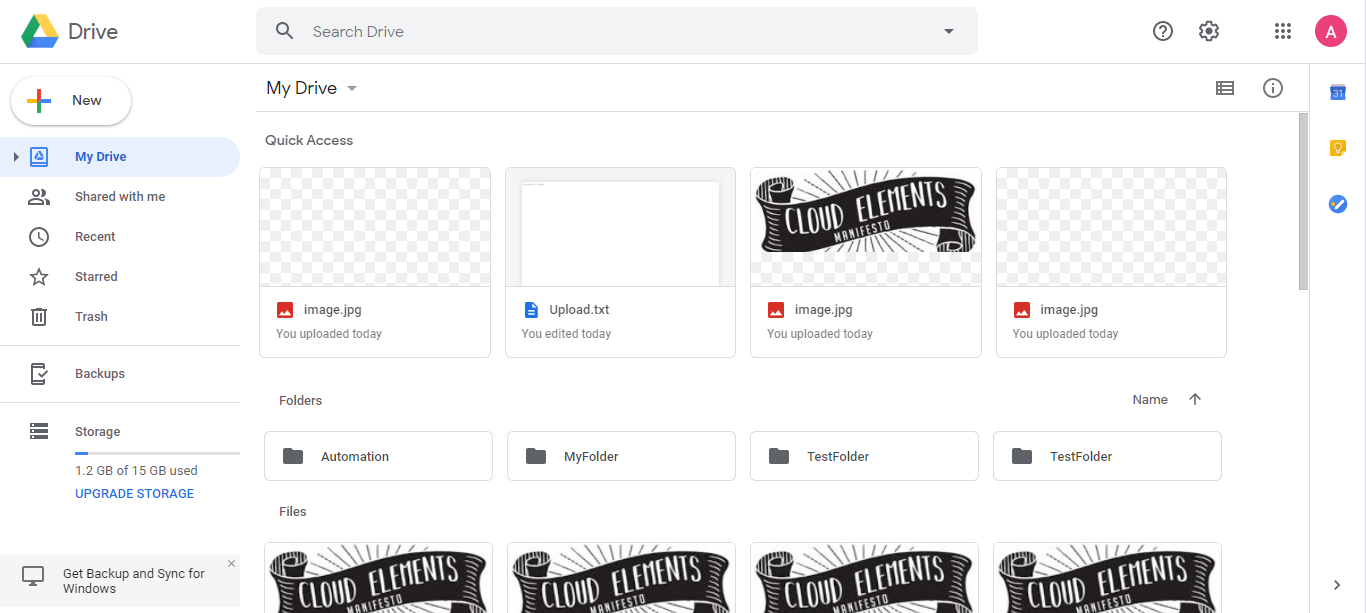 Drive
Search Drive
A
New
My Drive
Shared with me
Recent
Starred
Trash
Backups
Storage
1.2 GB of 15 GB used
UPGRADE STORAGE
Get Backup and Sync for
Windows
My Drive
31
Quick Access
CLOUD ELEMENTS
MANIFESTO
image.jpg
You uploaded today
Upload.txt
You edited today
image.jpg
You uploaded today
image.jpg
You uploaded today
Folders
Name
Automation
MyFolder
TestFolder
TestFolder
Files
CLOUD ELEMENTS
MANIFESTO
CLOUD ELEMENTS
MANIFESTO
CLOUD ELEMENTS
MANIFESTO
CLOUD ELEMENTS
MANIFESTO